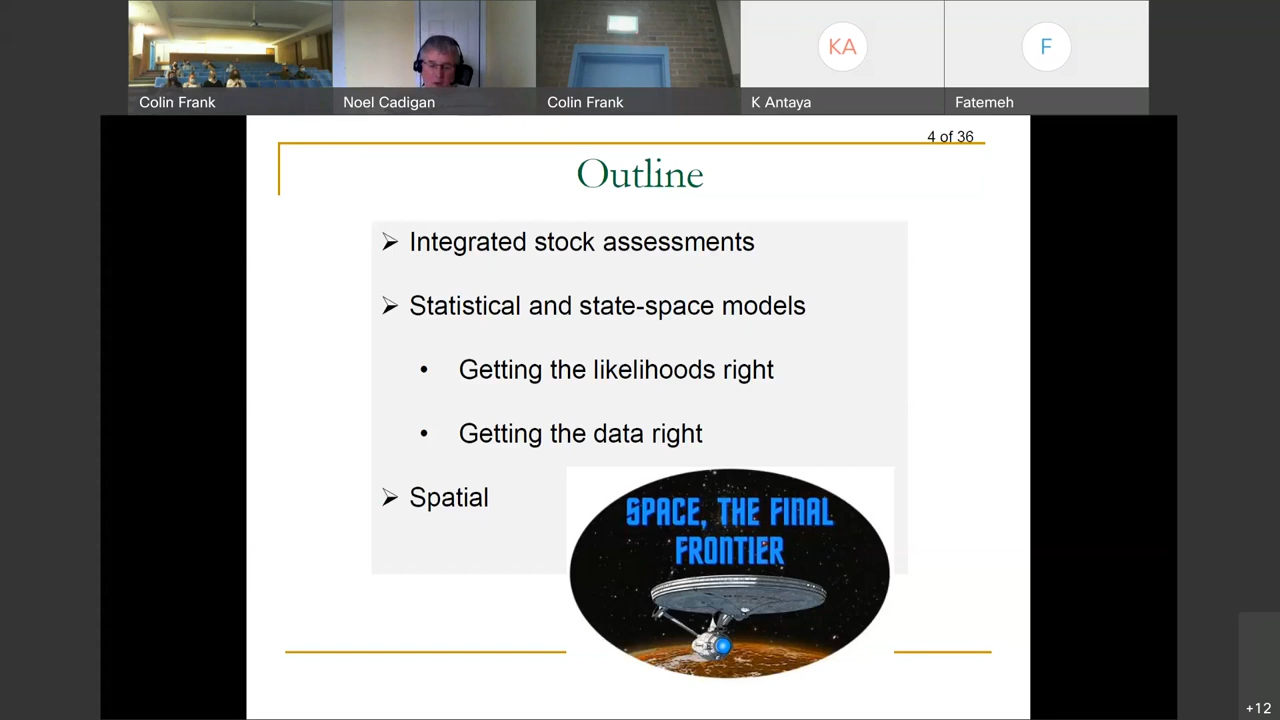 KA
F
Colin Frank
Noel Cadigan
Colin Frank
K Antaya
Fatemeh
4 of 36
Outline
Integrated stock assessments
Statistical and state-space models
Getting the likelihoods right
Getting the data right
Spatial
SPACE, THE FINAL
FRONTIER
+12